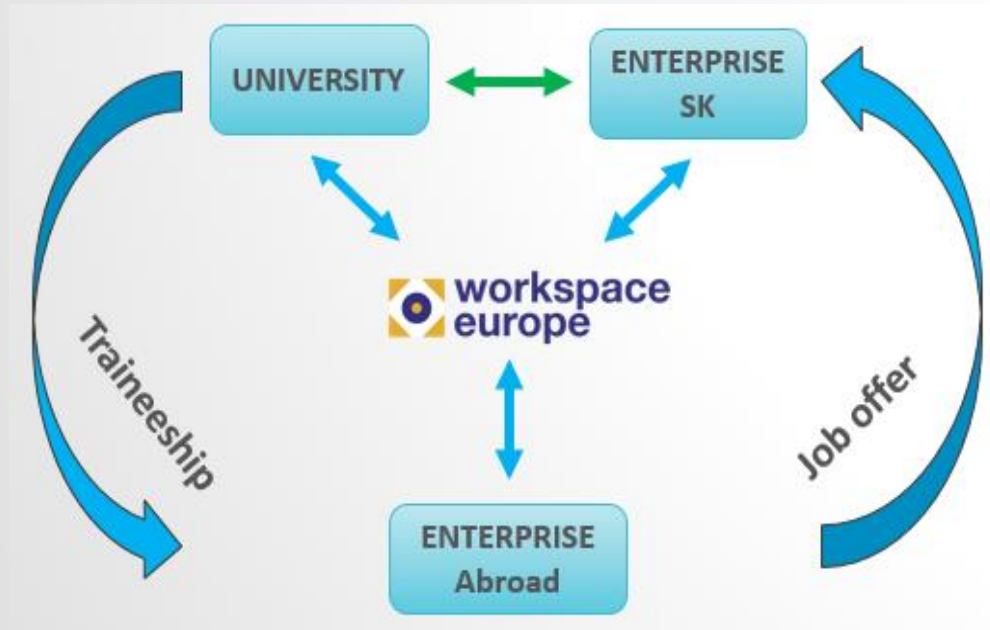 UNIVERSITY
ENTERPRISE
SK
workspace
europe
Traineeship
Job offer
ENTERPRISE
Abroad